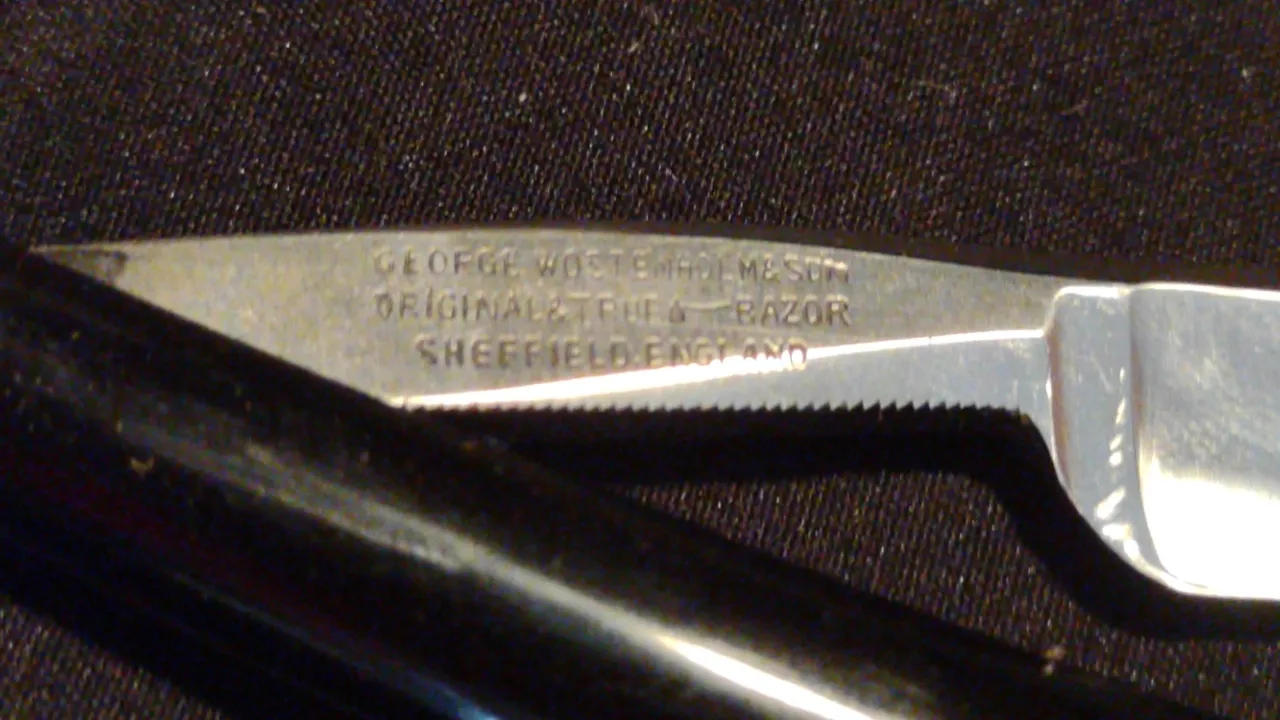 GEORGE WOSTENHOLM & SON
ORIGINAL & TRUE RAZOR
SHEFFIELD. ENGLAND